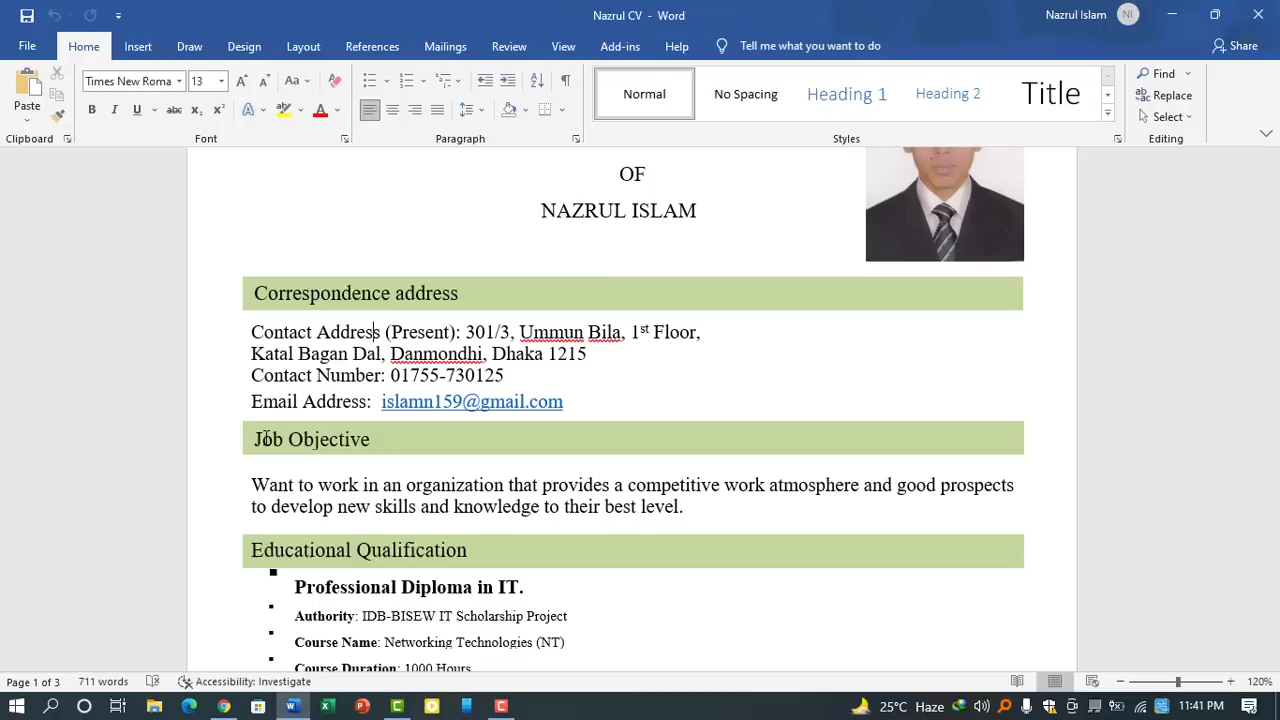 Nazrul CV - Word
Nazrul Islam NI
File Home Insert Draw Design Layout References Mailings Review View Add-ins Help Tell me what you want to do Share
Paste
Times New Roma 13
Aa
Find
Replace
Select
B I U abc x₂ x² A A
Normal
No Spacing
Heading 1
Heading 2
Title
Clipboard Font Paragraph Styles Editing
OF
NAZRUL ISLAM
Correspondence address
Contact Address (Present): 301/3, Ummun Bila, 1st Floor,
Katal Bagan Dal, Danmondhi, Dhaka 1215
Contact Number: 01755-730125
Email Address: islamn159@gmail.com
Job Objective
Want to work in an organization that provides a competitive work atmosphere and good prospects
to develop new skills and knowledge to their best level.
Educational Qualification
Professional Diploma in IT.
Authority: IDB-BISEW IT Scholarship Project
Course Name: Networking Technologies (NT)
Course Duration: 1000 Hours
Page 1 of 3 711 words Accessibility: Investigate 120%
25°C Haze 11:41 PM